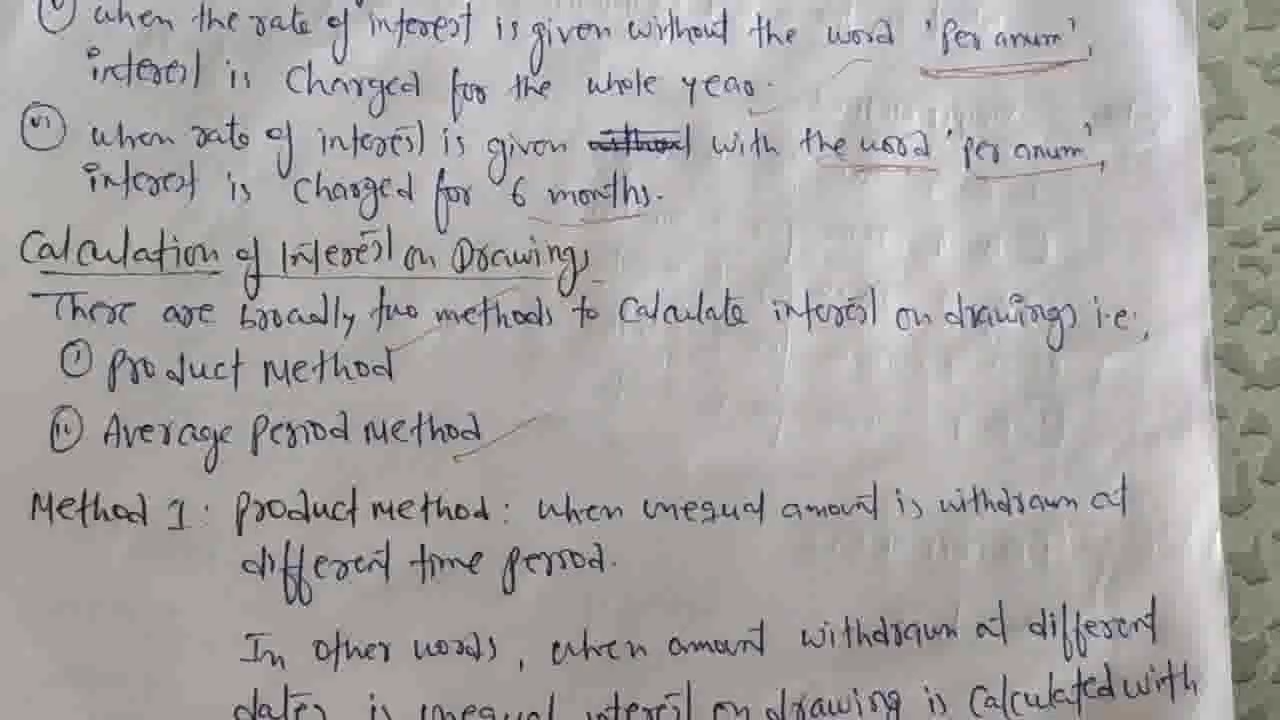 (v) when the rate of interest is given without the word 'per anum',
interest is charged for the whole year.
(vi) when rate of interest is given with the word 'per anum',
interest is charged for 6 months.
Calculation of Interest on Drawings
There are broadly two methods to calculate interest on drawings i.e.,
(i) Product Method
(ii) Average Period Method
Method 1: Product method: when unequal amount is withdrawn at
different time period.
In other words, when amount withdrawn at different
dates is unequal interest on drawing is calculated with